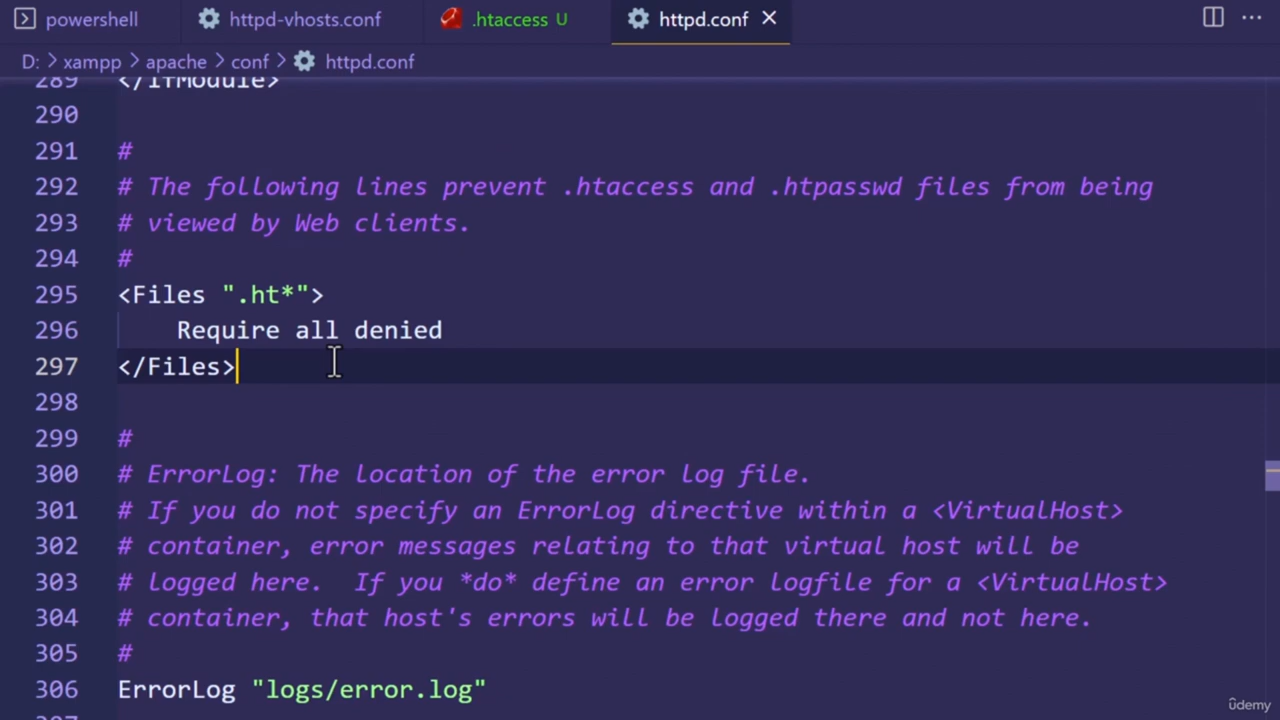 powershell
httpd-vhosts.conf
.htaccess U
httpd.conf
D: > xampp > apache > conf > httpd.conf
289 </IfModule>
290
291 #
292 # The following lines prevent .htaccess and .htpasswd files from being
293 # viewed by Web clients.
294 #
295 <Files ".ht*">
296     Require all denied
297 </Files>
298
299 #
300 # ErrorLog: The location of the error log file.
301 # If you do not specify an ErrorLog directive within a <VirtualHost>
302 # container, error messages relating to that virtual host will be
303 # logged here.  If you *do* define an error logfile for a <VirtualHost>
304 # container, that host's errors will be logged there and not here.
305 #
306 ErrorLog "logs/error.log"
307
ûdemy